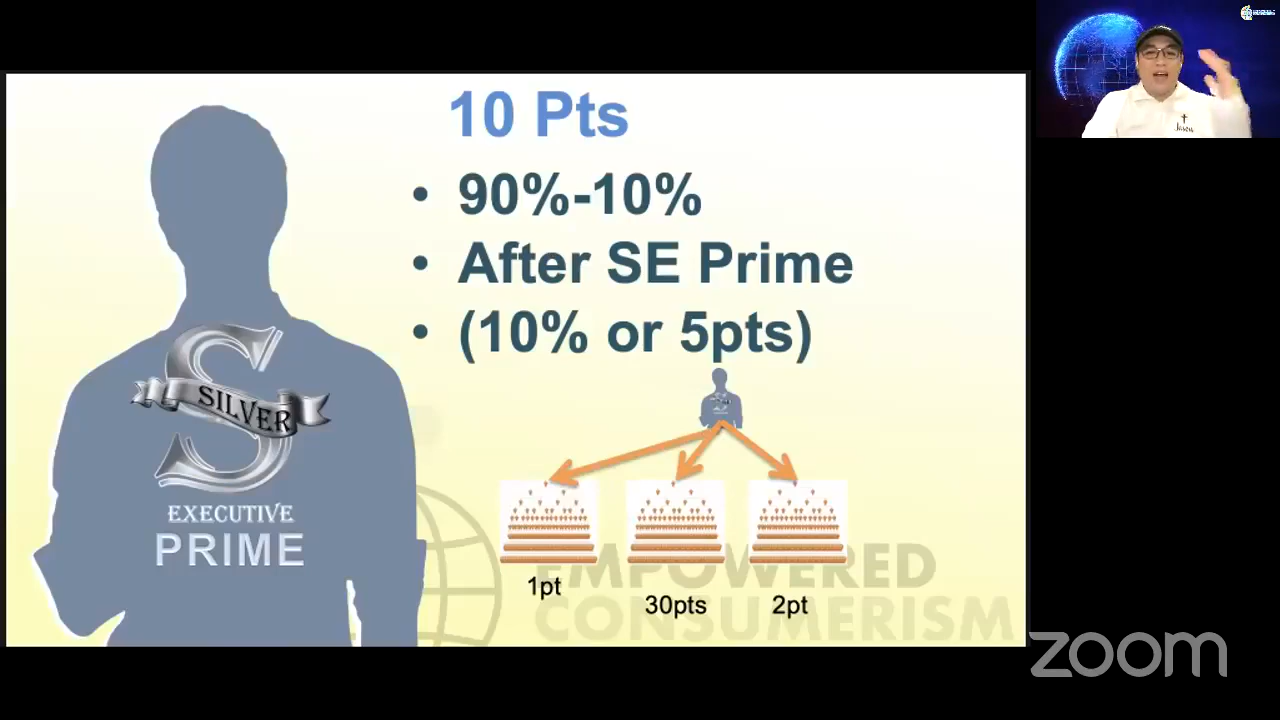 10 Pts
• 90%-10%
• After SE Prime
• (10% or 5pts)
S
SILVER
EXECUTIVE
PRIME
1pt
30pts
2pt
EMPOWERED
CONSUMERISM
Jesus
zoom